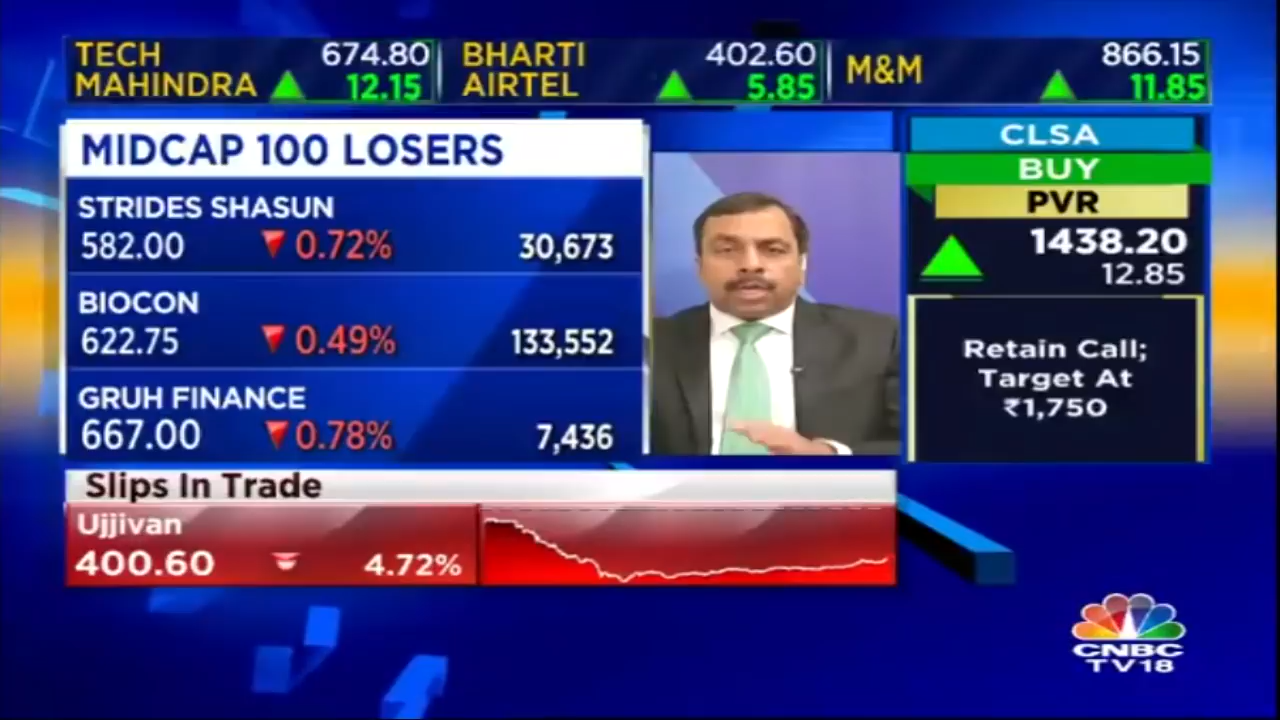 TECH
MAHINDRA
674.80
12.15
BHARTI
AIRTEL
402.60
5.85
M&M
866.15
11.85
MIDCAP 100 LOSERS
STRIDES SHASUN
582.00 0.72% 30,673
BIOCON
622.75 0.49% 133,552
GRUH FINANCE
667.00 0.78% 7,436
CLSA
BUY
PVR
1438.20
12.85
Retain Call;
Target At
₹1,750
Slips In Trade
Ujjivan
400.60 4.72%
CNBC
TV18